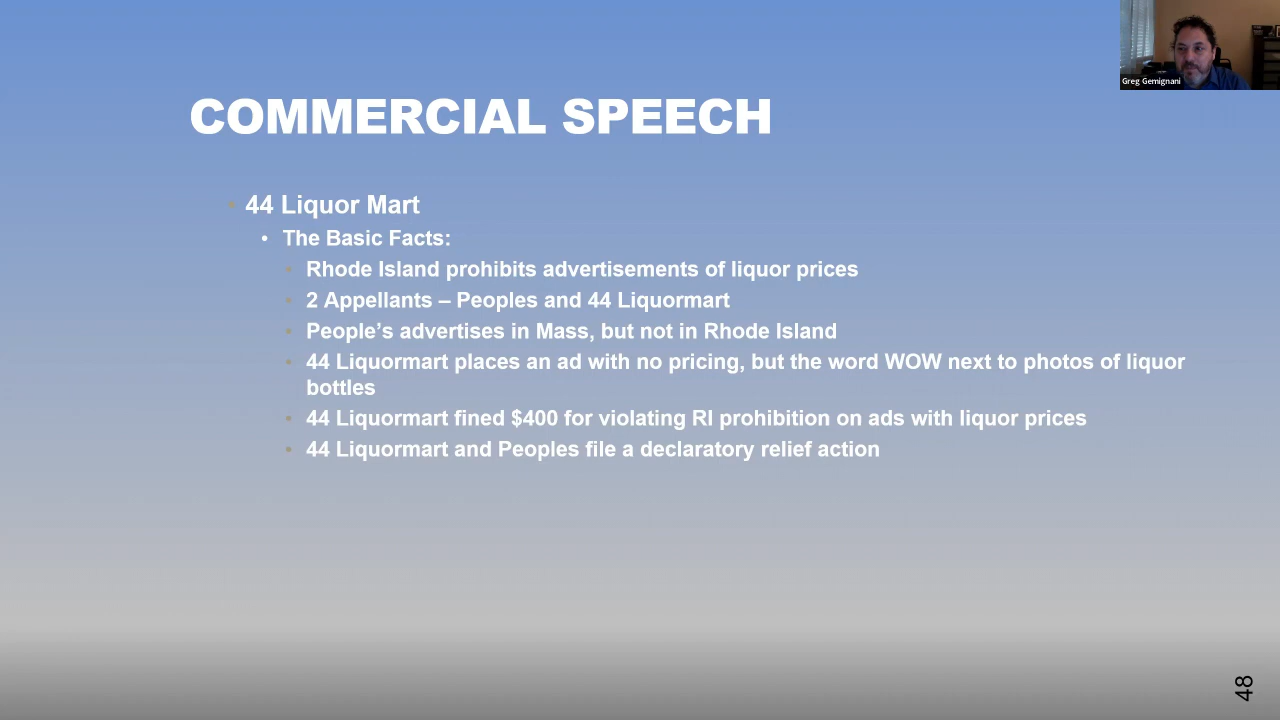 Greg Gemignani
COMMERCIAL SPEECH
44 Liquor Mart
• The Basic Facts:
Rhode Island prohibits advertisements of liquor prices
2 Appellants – Peoples and 44 Liquormart
People’s advertises in Mass, but not in Rhode Island
44 Liquormart places an ad with no pricing, but the word WOW next to photos of liquor
bottles
44 Liquormart fined $400 for violating RI prohibition on ads with liquor prices
44 Liquormart and Peoples file a declaratory relief action
48